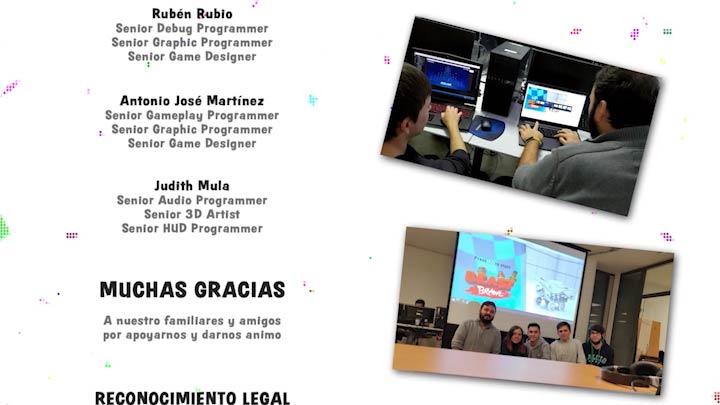 Rubén Rubio
Senior Debug Programmer
Senior Graphic Programmer
Senior Game Designer
Antonio José Martínez
Senior Gameplay Programmer
Senior Graphic Programmer
Senior Game Designer
Judith Mula
Senior Audio Programmer
Senior 3D Artist
Senior HUD Programmer
MUCHAS GRACIAS
A nuestro familiares y amigos
por apoyarnos y darnos animo
RECONOCIMIENTO LEGAL